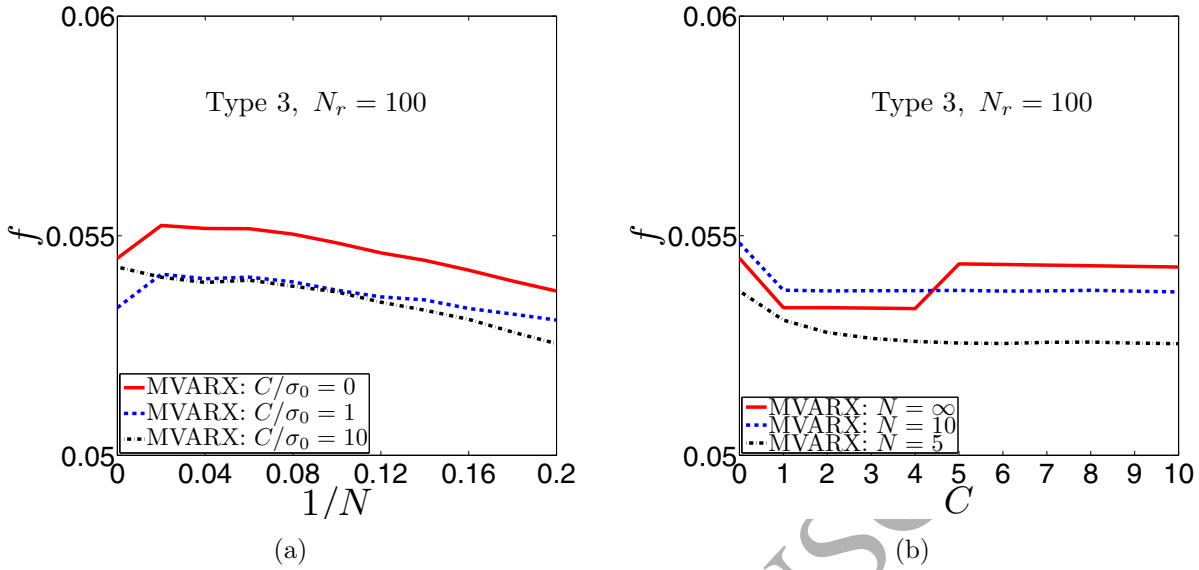 0.06
Type 3, N_r = 100
f
0.055
MVARX: C/σ_0 = 0
MVARX: C/σ_0 = 1
MVARX: C/σ_0 = 10
0.05
0 0.04 0.08 0.12 0.16 0.2
1/N
(a)
0.06
Type 3, N_r = 100
f
0.055
MVARX: N = ∞
MVARX: N = 10
MVARX: N = 5
0.05
0 1 2 3 4 5 6 7 8 9 10
C
(b)